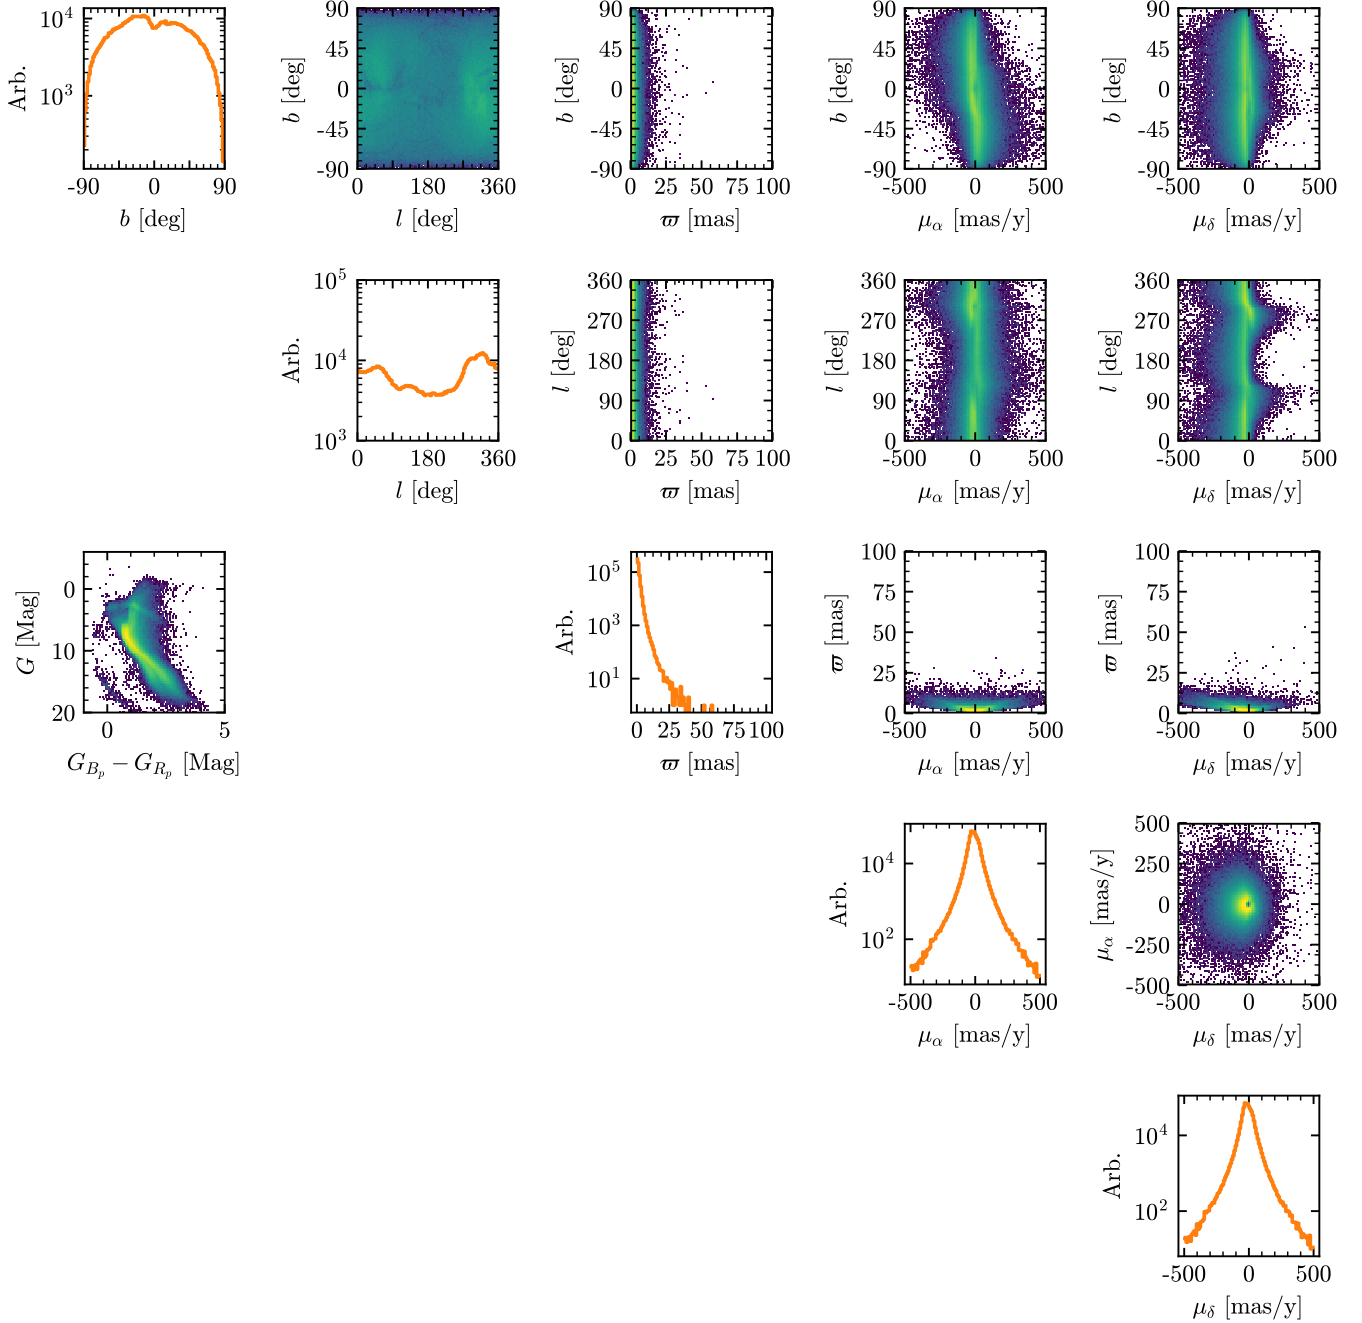 10^4
10^3
Arb.
-90 0 90
b [deg]
90
45
0
-45
-90
b [deg]
0 180 360
l [deg]
90
45
0
-45
-90
b [deg]
0 25 50 75 100
ϖ [mas]
90
45
0
-45
-90
b [deg]
-500 0 500
μ_α [mas/y]
90
45
0
-45
-90
b [deg]
-500 0 500
μ_δ [mas/y]
10^5
10^4
10^3
Arb.
0 180 360
l [deg]
360
270
180
90
0
l [deg]
0 25 50 75 100
ϖ [mas]
360
270
180
90
0
l [deg]
-500 0 500
μ_α [mas/y]
360
270
180
90
0
l [deg]
-500 0 500
μ_δ [mas/y]
0
10
20
G [Mag]
0 5
G_{B_p} − G_{R_p} [Mag]
10^5
10^3
10^1
Arb.
0 25 50 75 100
ϖ [mas]
100
75
50
25
0
ϖ [mas]
-500 0 500
μ_α [mas/y]
100
75
50
25
0
ϖ [mas]
-500 0 500
μ_δ [mas/y]
10^4
10^2
Arb.
-500 0 500
μ_α [mas/y]
500
250
0
-250
-500
μ_α [mas/y]
-500 0 500
μ_δ [mas/y]
10^4
10^2
Arb.
-500 0 500
μ_δ [mas/y]